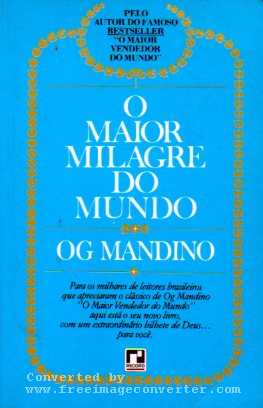 PELO
AUTOR DO FAMOSO
BESTSELLER
"O MAIOR
VENDEDOR
DO MUNDO"
O
MAIOR
MILAGRE
DO
MUNDO
OG MANDINO
Para os milhares de leitores brasileiros
que apreciaram o clássico de Og Mandino
"O Maior Vendedor do Mundo"
aqui está o seu novo livro,
com um extraordinário bilhete de Deus...
para você.
RECORD
Converted by
www.freeimageconverter.com